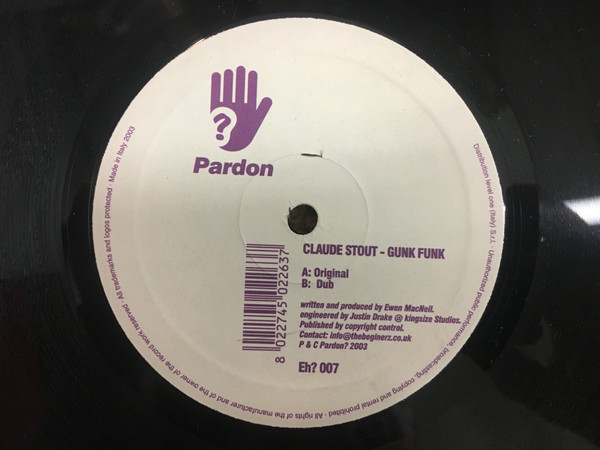 ?
Pardon
CLAUDE STOUT - GUNK FUNK
A: Original
B: Dub
written and produced by Ewen MacNeil.
engineered by Justin Drake @ kingsize Studios.
Published by copyright control.
Contact: info@thebeginerz.co.uk
P & C Pardon? 2003
Eh? 007
8 022745 022637
All rights of the manufacturer and of the owner of the record work reserved · All trademarks and logos protected · Made in Italy 2003
Distribution level one (Italy) S.r.l. · Unauthorized public performance, broadcasting, copying and rental prohibited ·